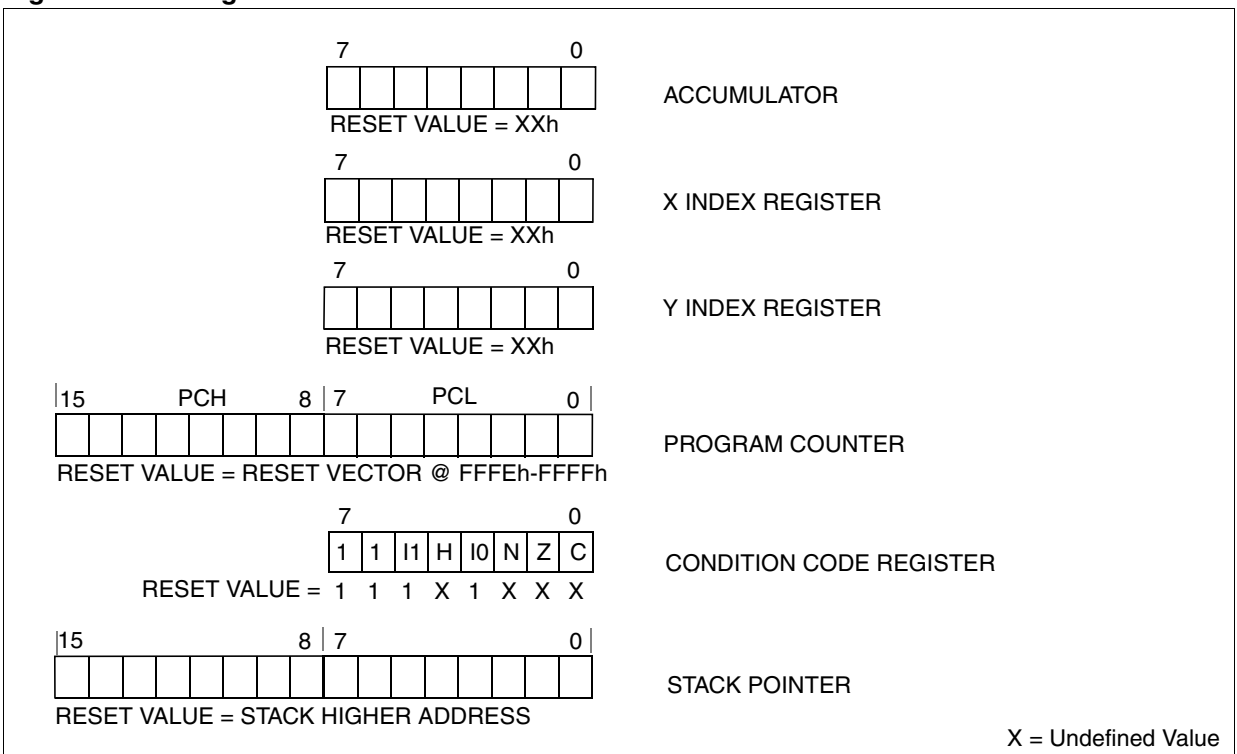 7 0
ACCUMULATOR
RESET VALUE = XXh
7 0
X INDEX REGISTER
RESET VALUE = XXh
7 0
Y INDEX REGISTER
RESET VALUE = XXh
15 PCH 8 7 PCL 0
PROGRAM COUNTER
RESET VALUE = RESET VECTOR @ FFFEh-FFFFh
7 0
1 1 I1 H I0 N Z C
CONDITION CODE REGISTER
RESET VALUE = 1 1 1 X 1 X X X
15 8 7 0
STACK POINTER
RESET VALUE = STACK HIGHER ADDRESS
X = Undefined Value